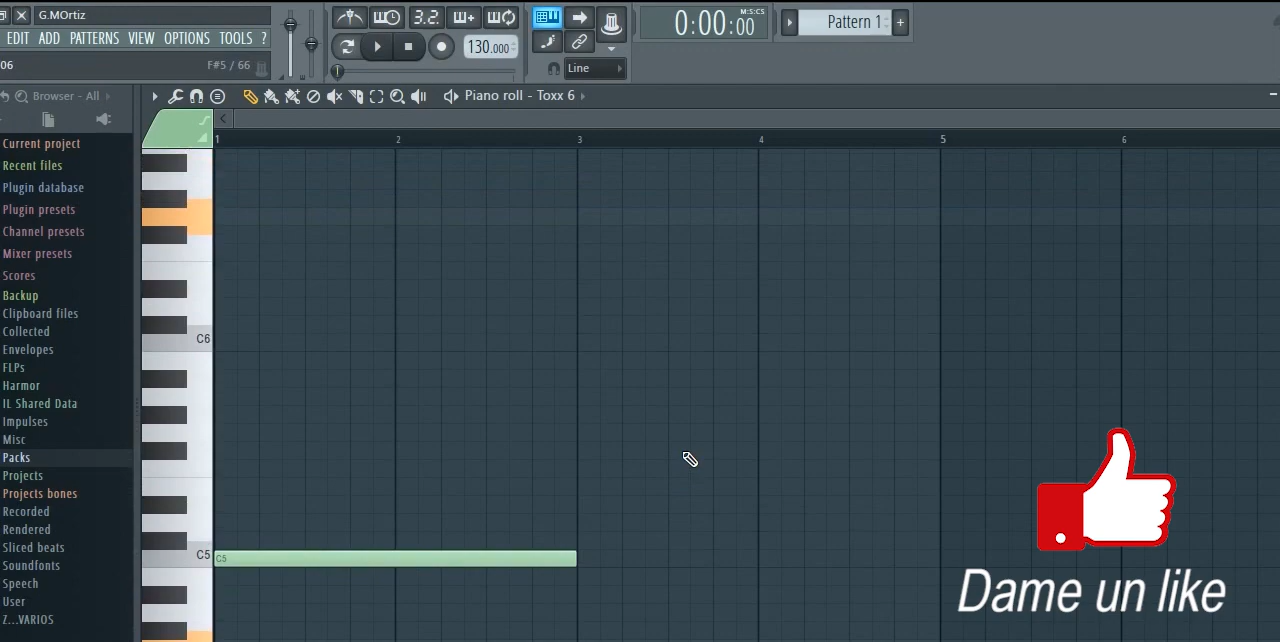 G.MOrtiz
EDIT ADD PATTERNS VIEW OPTIONS TOOLS ?
06 F#5 / 66
3.2.
130.000
Line
M:S:CS
0:00:00
Pattern 1
Browser - All
Piano roll - Toxx 6
1 2 3 4 5 6
Current project
Recent files
Plugin database
Plugin presets
Channel presets
Mixer presets
Scores
Backup
Clipboard files
Collected
Envelopes
FLPs
Harmor
IL Shared Data
Impulses
Misc
Packs
Projects
Projects bones
Recorded
Rendered
Sliced beats
Soundfonts
Speech
User
Z...VARIOS
C6
C5
C5
Dame un like